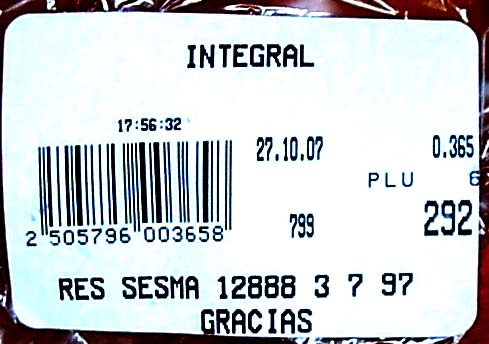 INTEGRAL
17:56:32
27.10.07 0.365
PLU 6
2 505796 003658 799 292
RES SESMA 12888 3 7 97
GRACIAS